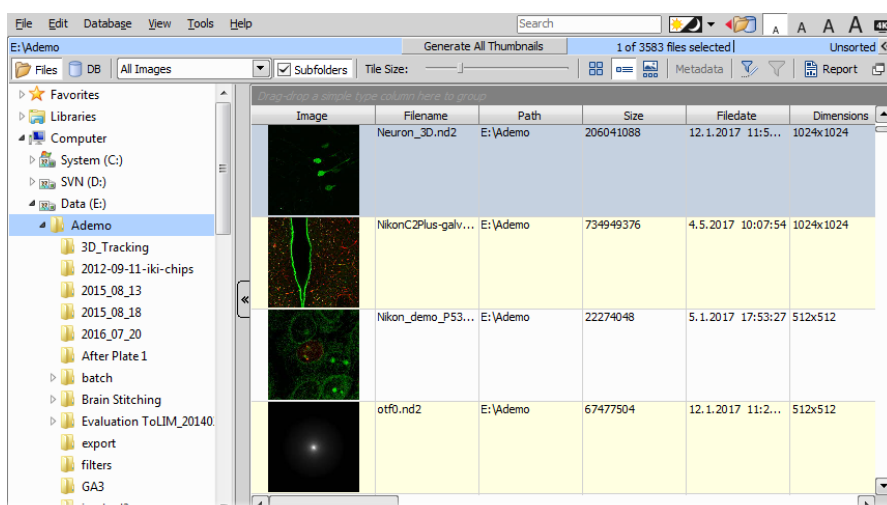 File Edit Database View Tools Help Search A A A A 4K
E:\Ademo Generate All Thumbnails 1 of 3583 files selected Unsorted
Files DB All Images Subfolders Tile Size: Metadata Report
Favorites
Libraries
Computer
System (C:)
SVN (D:)
Data (E:)
Ademo
3D_Tracking
2012-09-11-iki-chips
2015_08_13
2015_08_18
2016_07_20
After Plate 1
batch
Brain Stitching
Evaluation ToLIM_20140
export
filters
GA3
Drag-drop a simple type column here to group
Image Filename Path Size Filedate Dimensions
Neuron_3D.nd2 E:\Ademo 206041088 12.1.2017 11:5... 1024x1024
NikonC2Plus-galv... E:\Ademo 734949376 4.5.2017 10:07:54 1024x1024
Nikon_demo_P53... E:\Ademo 22274048 5.1.2017 17:53:27 512x512
otf0.nd2 E:\Ademo 67477504 12.1.2017 11:2... 512x512